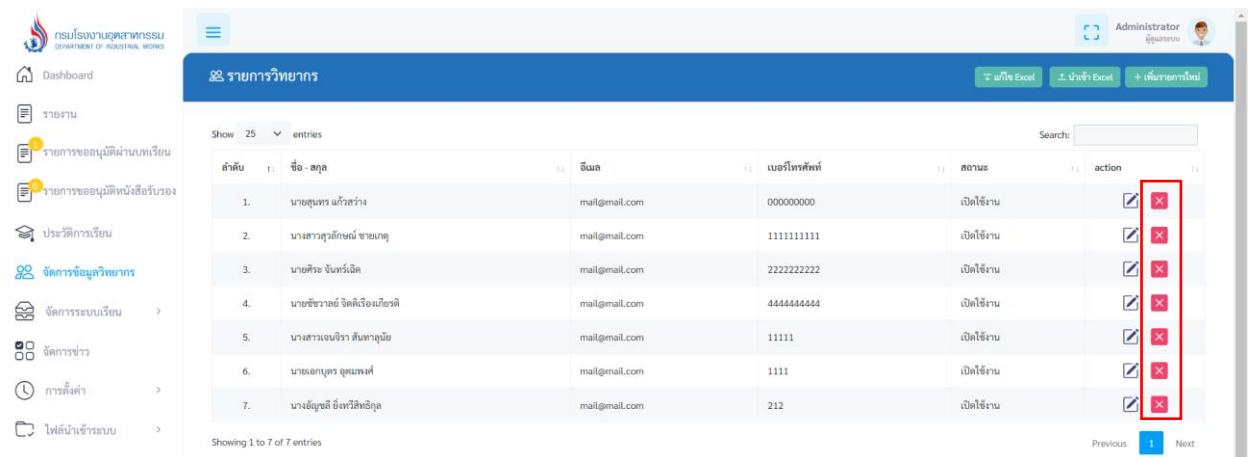 กรมโรงงานอุตสาหกรรม
DEPARTMENT OF INDUSTRIAL WORKS
Administrator
ผู้ดูแลระบบ
Dashboard
รายงาน
1
รายการขออนุมัติผ่านบทเรียน
0
รายการขออนุมัติหนังสือรับรอง
ประวัติการเรียน
จัดการข้อมูลวิทยากร
จัดการระบบเรียน
จัดการข่าว
การตั้งค่า
ไฟล์นำเข้าระบบ
รายการวิทยากร
แก้ไข Excel นำเข้า Excel + เพิ่มรายการใหม่
Show 25 entries Search:
ลำดับ ชื่อ - สกุล อีเมล เบอร์โทรศัพท์ สถานะ action
1. นายสุนทร แก้วสว่าง mail@mail.com 000000000 เปิดใช้งาน
2. นางสาวสุวลักษณ์ ชายเกตุ mail@mail.com 1111111111 เปิดใช้งาน
3. นายศิระ จันทร์เฉิด mail@mail.com 2222222222 เปิดใช้งาน
4. นายชัชวาลย์ จิตติเรืองเกียรติ mail@mail.com 4444444444 เปิดใช้งาน
5. นางสาวเจนจิรา สันทาลุนัย mail@mail.com 11111 เปิดใช้งาน
6. นายเอกบุตร อุตมพงศ์ mail@mail.com 1111 เปิดใช้งาน
7. นางอัญชลี ยิ่งทวีสิทธิกุล mail@mail.com 212 เปิดใช้งาน
Showing 1 to 7 of 7 entries Previous 1 Next